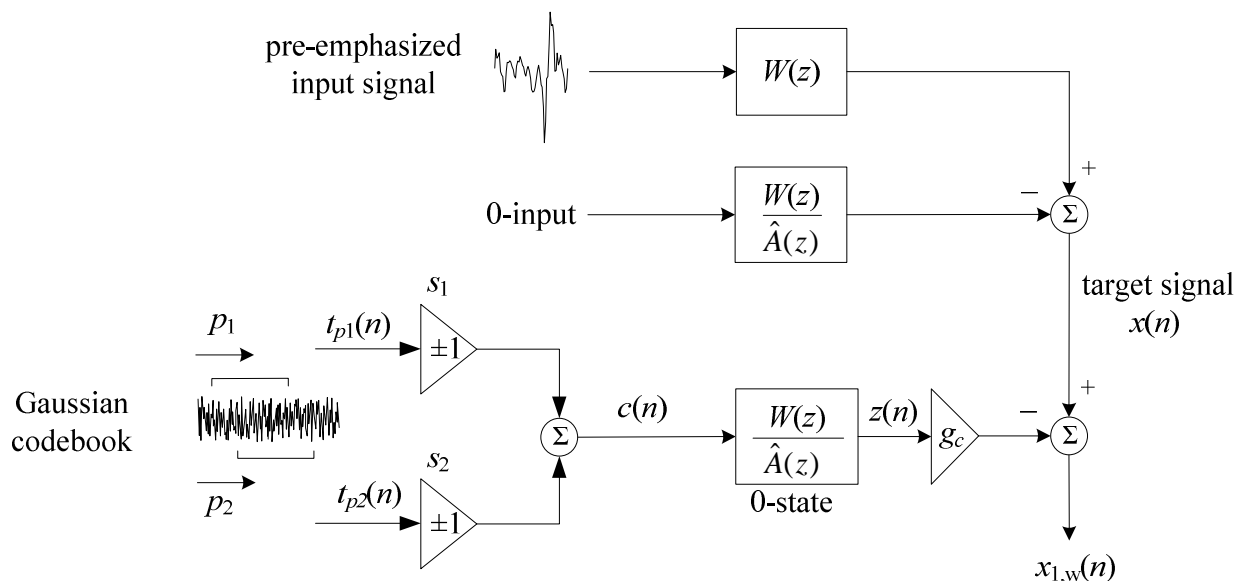 pre-emphasized
input signal
W(z)
+
0-input
W(z)
Â(z)
−
Σ
target signal
x(n)
Gaussian
codebook
p1
tp1(n)
s1
±1
p2
tp2(n)
s2
±1
Σ
c(n)
W(z)
Â(z)
0-state
z(n)
gc
−
+
Σ
x1,w(n)